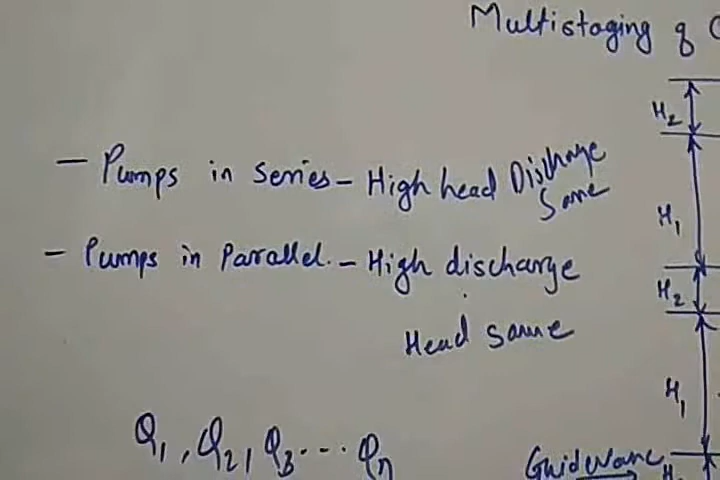 Multistaging of
H2
- Pumps in series - High head Discharge Same
H1
- Pumps in Parallel. - High discharge
H2
Head same
H1
Q1, Q2, Q3 ... Qn
Guidevane
H